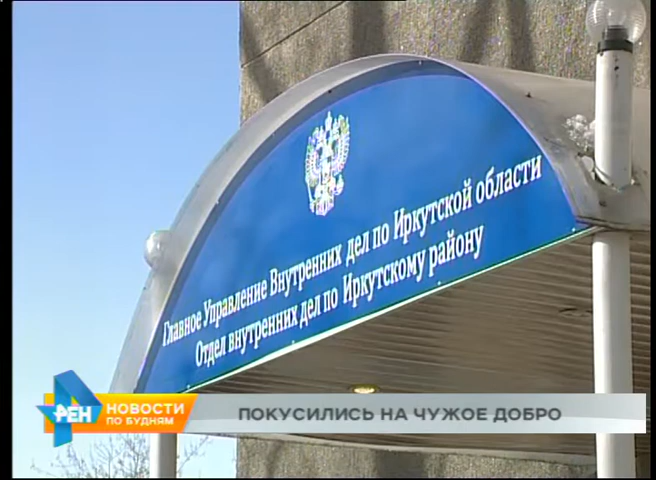 Главное Управление Внутренних дел по Иркутской области
Отдел внутренних дел по Иркутскому району
РЕН
НОВОСТИ
ПО БУДНЯМ
ПОКУСИЛИСЬ НА ЧУЖОЕ ДОБРО